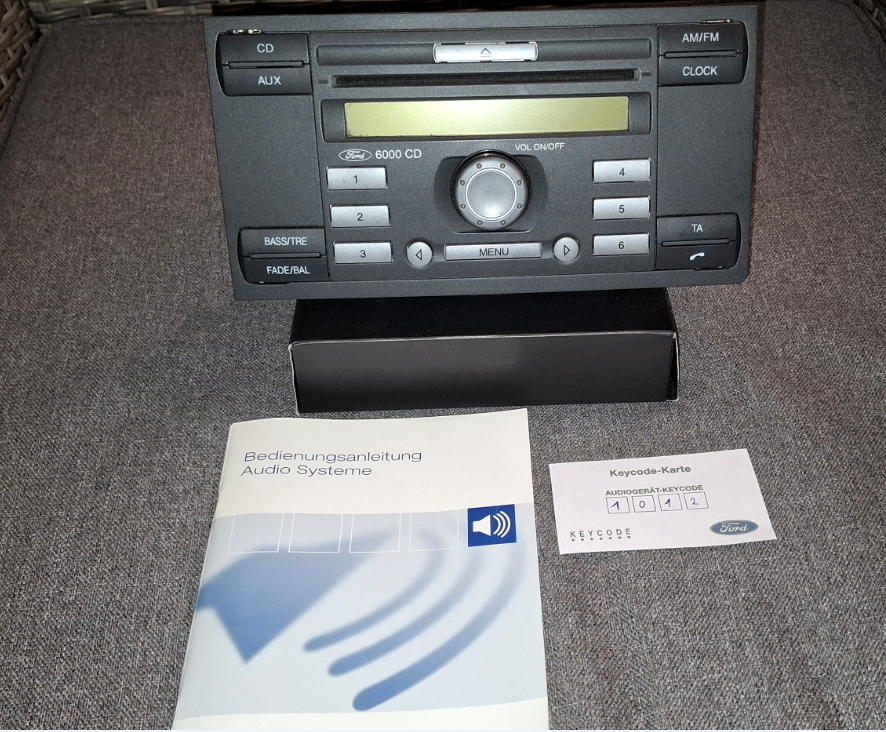 CD
AUX
AM/FM
CLOCK
Ford 6000 CD
VOL ON/OFF
1
2
3
4
5
6
MENU
BASS/TRE
FADE/BAL
TA
Bedienungsanleitung
Audio Systeme
Keycode-Karte
AUDIOGERÄT-KEYCODE
1 0 1 2
KEYCODE
Ford